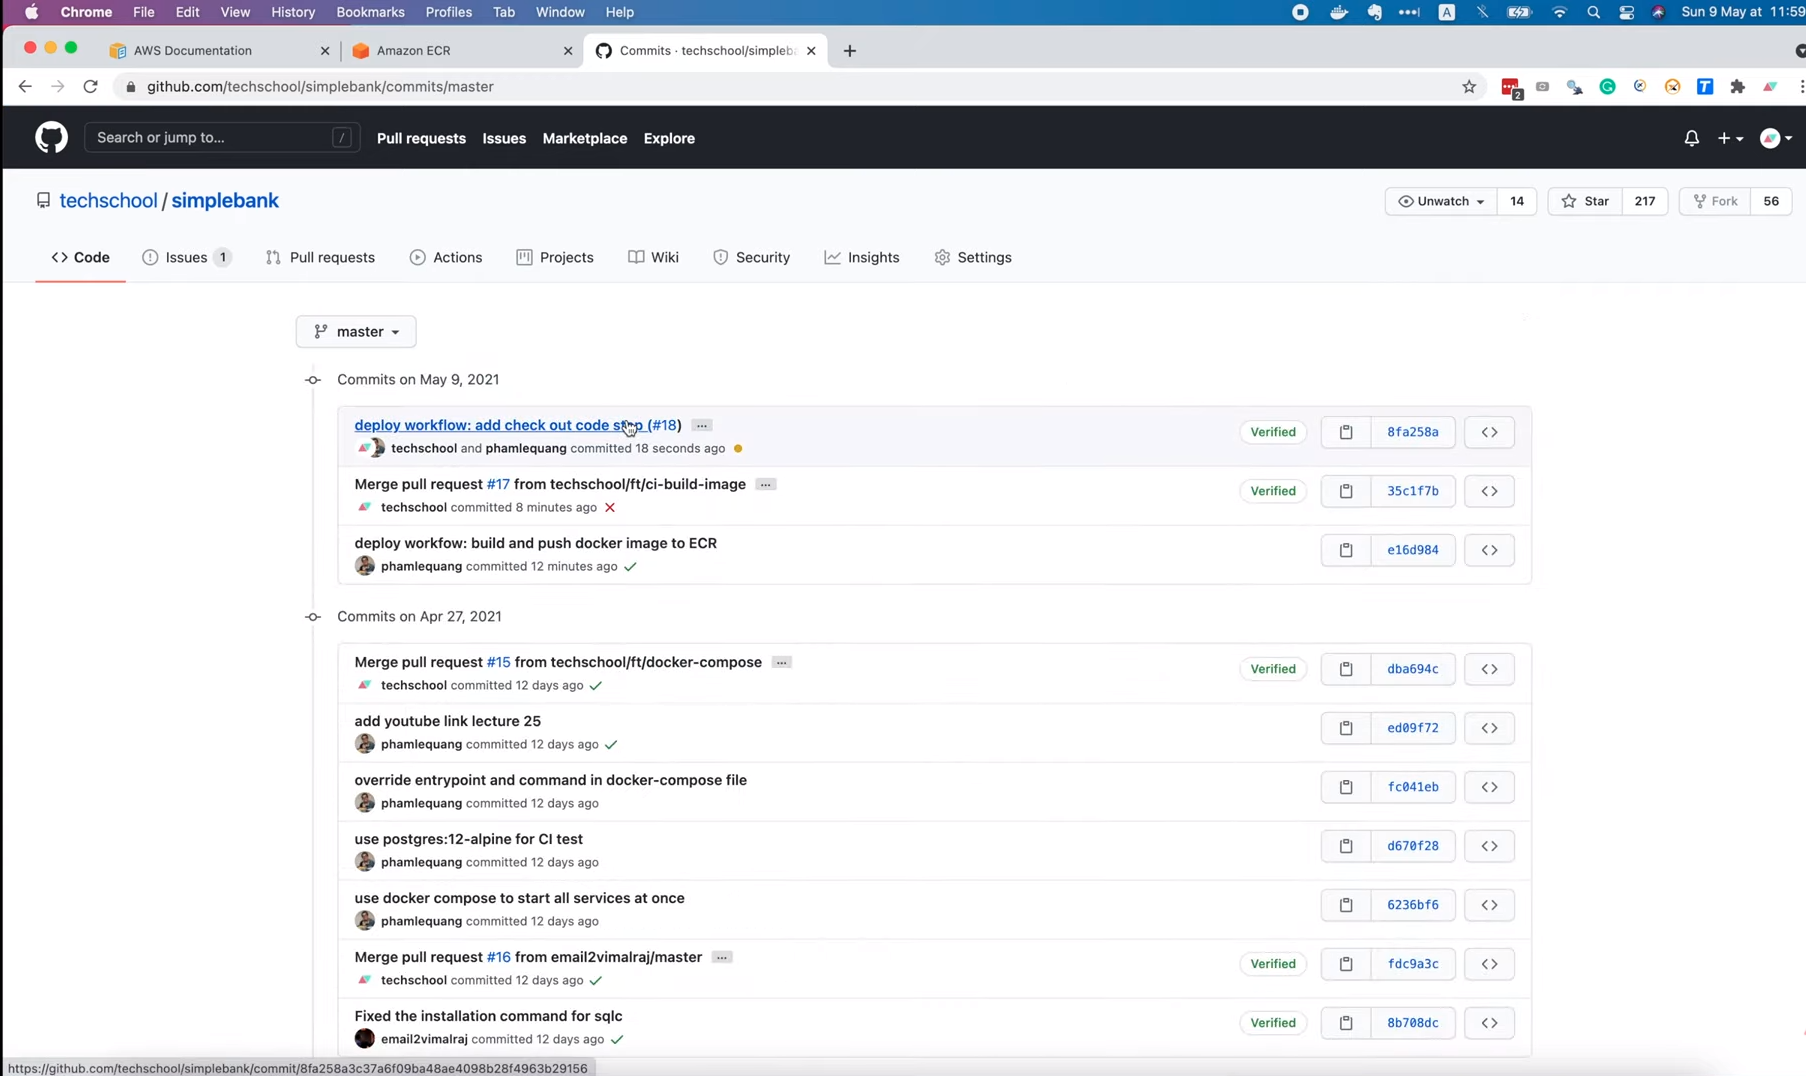 Chrome File Edit View History Bookmarks Profiles Tab Window Help A Sun 9 May at 11:59
AWS Documentation Amazon ECR Commits · techschool/simpleba
github.com/techschool/simplebank/commits/master 2 T
Search or jump to... / Pull requests Issues Marketplace Explore
techschool / simplebank Unwatch 14 Star 217 Fork 56
<> Code Issues 1 Pull requests Actions Projects Wiki Security Insights Settings
master
Commits on May 9, 2021
deploy workflow: add check out code step (#18) ... Verified 8fa258a <>
techschool and phamlequang committed 18 seconds ago
Merge pull request #17 from techschool/ft/ci-build-image ... Verified 35c1f7b <>
techschool committed 8 minutes ago
deploy workfow: build and push docker image to ECR e16d984 <>
phamlequang committed 12 minutes ago
Commits on Apr 27, 2021
Merge pull request #15 from techschool/ft/docker-compose ... Verified dba694c <>
techschool committed 12 days ago
add youtube link lecture 25 ed09f72 <>
phamlequang committed 12 days ago
override entrypoint and command in docker-compose file fc041eb <>
phamlequang committed 12 days ago
use postgres:12-alpine for CI test d670f28 <>
phamlequang committed 12 days ago
use docker compose to start all services at once 6236bf6 <>
phamlequang committed 12 days ago
Merge pull request #16 from email2vimalraj/master ... Verified fdc9a3c <>
techschool committed 12 days ago
Fixed the installation command for sqlc Verified 8b708dc <>
email2vimalraj committed 12 days ago
https://github.com/techschool/simplebank/commit/8fa258a3c37a6f09ba48ae4098b28f4963b29156